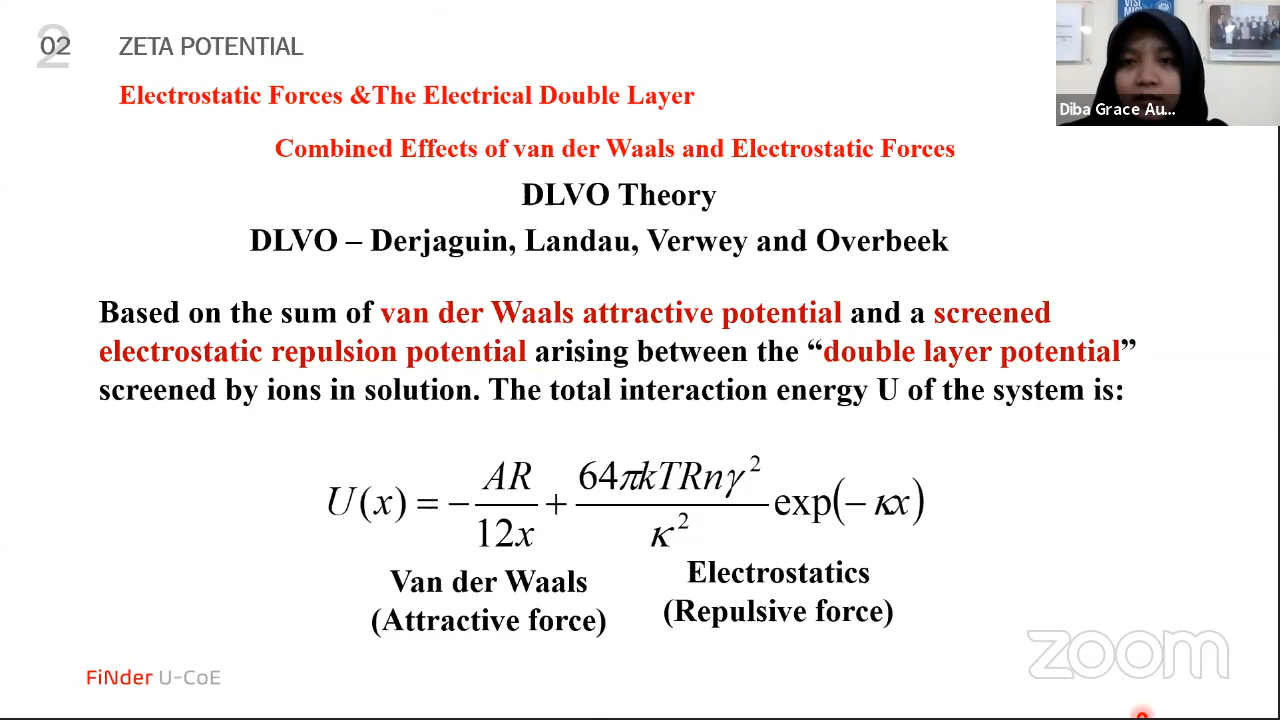 02
2
ZETA POTENTIAL
VISI
MISI
Diba Grace Au...
Electrostatic Forces &The Electrical Double Layer
Combined Effects of van der Waals and Electrostatic Forces
DLVO Theory
DLVO – Derjaguin, Landau, Verwey and Overbeek
Based on the sum of van der Waals attractive potential and a screened
electrostatic repulsion potential arising between the “double layer potential”
screened by ions in solution. The total interaction energy U of the system is:
U(x) = − AR/12x + 64πkTRnγ²/κ² exp(− κx)
Van der Waals
(Attractive force)
Electrostatics
(Repulsive force)
zoom
FiNder U-CoE